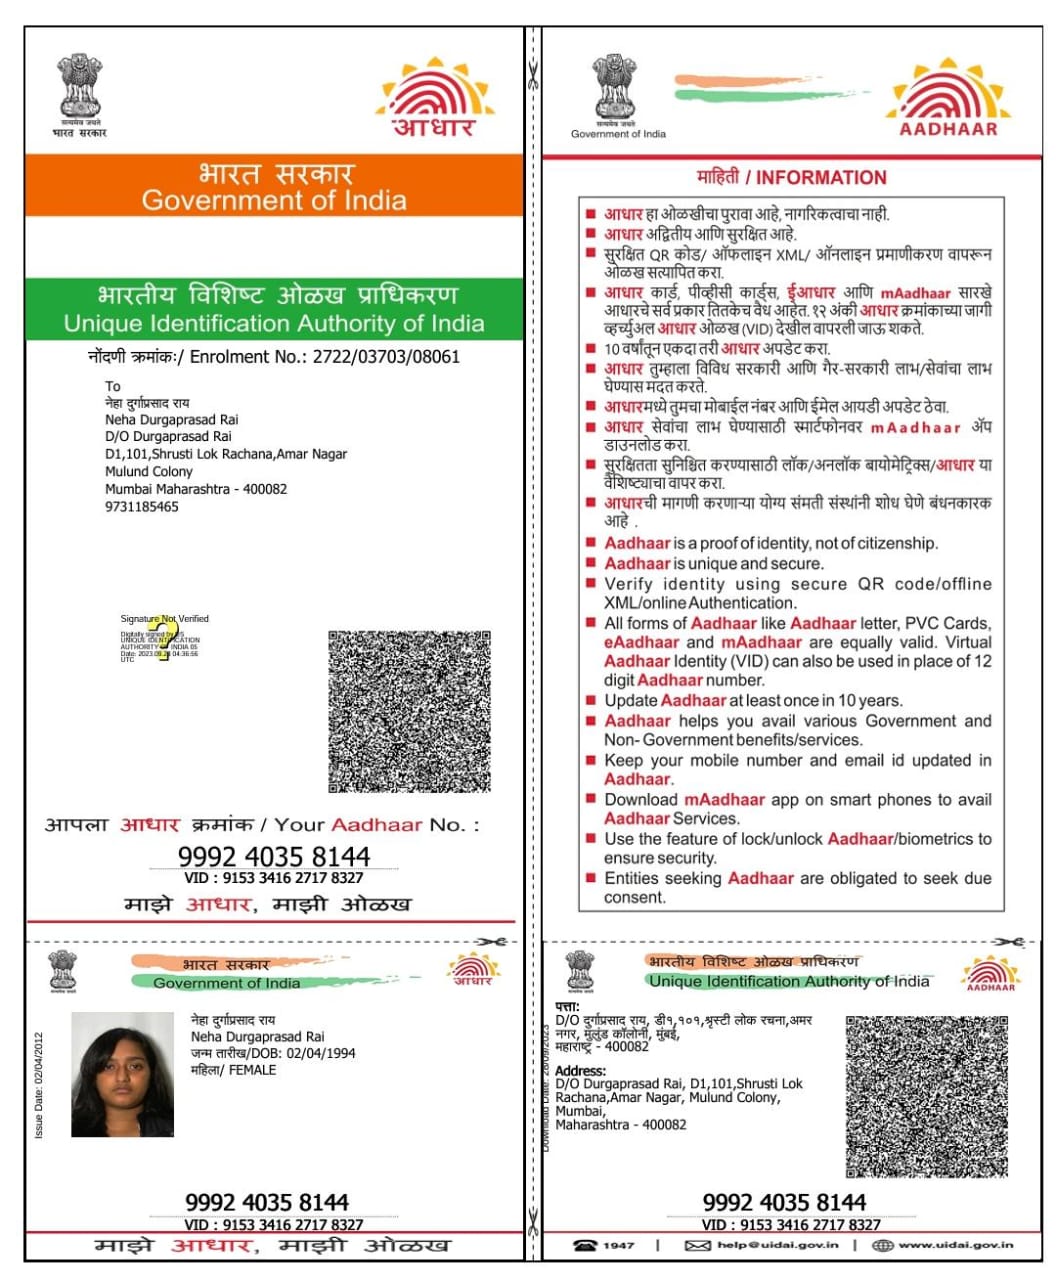 सत्यमेव जयते
भारत सरकार
आधार
भारत सरकार
Government of India
भारतीय विशिष्ट ओळख प्राधिकरण
Unique Identification Authority of India
नोंदणी क्रमांक:/ Enrolment No.: 2722/03703/08061
To
नेहा दुर्गाप्रसाद राय
Neha Durgaprasad Rai
D/O Durgaprasad Rai
D1,101,Shrusti Lok Rachana,Amar Nagar
Mulund Colony
Mumbai Maharashtra - 400082
9731185465
Signature Not Verified
Digitally signed by DS
UNIQUE IDENTIFICATION
AUTHORITY OF INDIA 05
Date: 2023.09.28 04:36:56
UTC
आपला आधार क्रमांक / Your Aadhaar No. :
9992 4035 8144
VID : 9153 3416 2717 8327
माझे आधार, माझी ओळख
भारत सरकार
Government of India
आधार
Issue Date: 02/04/2012
नेहा दुर्गाप्रसाद राय
Neha Durgaprasad Rai
जन्म तारीख/DOB: 02/04/1994
महिला/ FEMALE
9992 4035 8144
VID : 9153 3416 2717 8327
माझे आधार, माझी ओळख
सत्यमेव जयते
Government of India
AADHAAR
माहिती / INFORMATION
आधार हा ओळखीचा पुरावा आहे, नागरिकत्वाचा नाही.
आधार अद्वितीय आणि सुरक्षित आहे.
सुरक्षित QR कोड/ ऑफलाइन XML/ ऑनलाइन प्रमाणीकरण वापरून
ओळख सत्यापित करा.
आधार कार्ड, पीव्हीसी कार्ड्स, ईआधार आणि mAadhaar सारखे
आधारचे सर्व प्रकार तितकेच वैध आहेत. १२ अंकी आधार क्रमांकाच्या जागी
व्हर्च्युअल आधार ओळख (VID) देखील वापरली जाऊ शकते.
10 वर्षांतून एकदा तरी आधार अपडेट करा.
आधार तुम्हाला विविध सरकारी आणि गैर-सरकारी लाभ/सेवांचा लाभ
घेण्यास मदत करते.
आधारमध्ये तुमचा मोबाईल नंबर आणि ईमेल आयडी अपडेट ठेवा.
आधार सेवांचा लाभ घेण्यासाठी स्मार्टफोनवर mAadhaar ॲप
डाउनलोड करा.
सुरक्षितता सुनिश्चित करण्यासाठी लॉक/अनलॉक बायोमेट्रिक्स/आधार या
वैशिष्ट्याचा वापर करा.
आधारची मागणी करणाऱ्या योग्य संमती संस्थांनी शोध घेणे बंधनकारक
आहे .
Aadhaar is a proof of identity, not of citizenship.
Aadhaar is unique and secure.
Verify identity using secure QR code/offline
XML/online Authentication.
All forms of Aadhaar like Aadhaar letter, PVC Cards,
eAadhaar and mAadhaar are equally valid. Virtual
Aadhaar Identity (VID) can also be used in place of 12
digit Aadhaar number.
Update Aadhaar at least once in 10 years.
Aadhaar helps you avail various Government and
Non- Government benefits/services.
Keep your mobile number and email id updated in
Aadhaar.
Download mAadhaar app on smart phones to avail
Aadhaar Services.
Use the feature of lock/unlock Aadhaar/biometrics to
ensure security.
Entities seeking Aadhaar are obligated to seek due
consent.
भारतीय विशिष्ट ओळख प्राधिकरण
Unique Identification Authority of India
AADHAAR
पत्ता:
D/O दुर्गाप्रसाद राय, डी१,१०१,श्रृस्टी लोक रचना,अमर
नगर, मुलुंड कॉलोनी, मुंबई,
महाराष्ट्र - 400082
Address:
D/O Durgaprasad Rai, D1,101,Shrusti Lok
Rachana,Amar Nagar, Mulund Colony,
Mumbai,
Maharashtra - 400082
9992 4035 8144
VID : 9153 3416 2717 8327
1947 | help@uidai.gov.in | www.uidai.gov.in